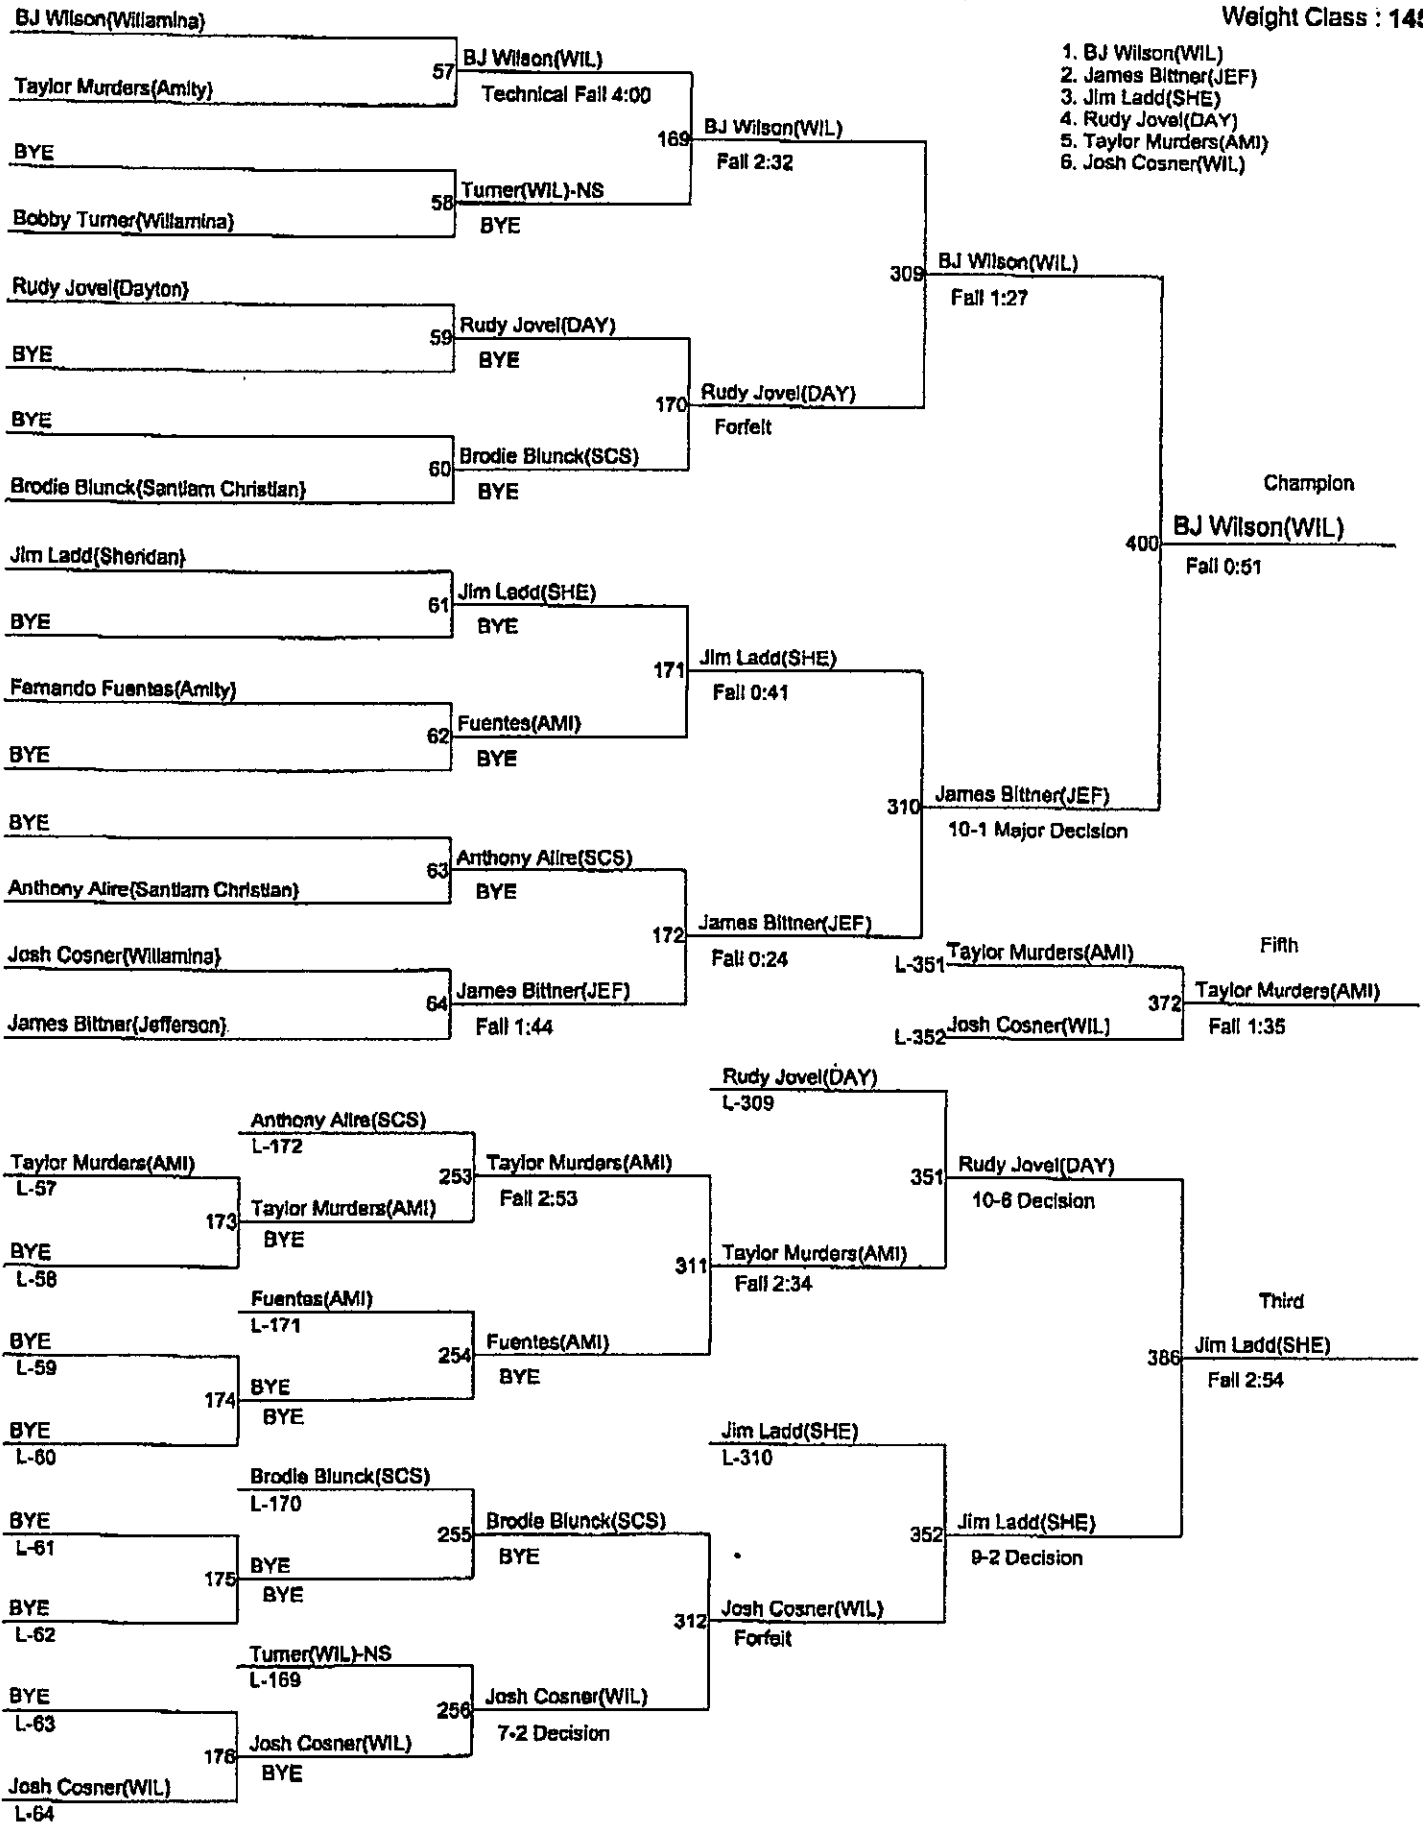 Weight Class : 145
1. BJ Wilson(WIL)
2. James Bittner(JEF)
3. Jim Ladd(SHE)
4. Rudy Jovel(DAY)
5. Taylor Murders(AMI)
6. Josh Cosner(WIL)
BJ Wilson{Willamina}
57
BJ Wilson(WIL)
Technical Fall 4:00
Taylor Murders{Amity}
169
BJ Wilson(WIL)
Fall 2:32
BYE
58
Turner(WIL)-NS
BYE
Bobby Turner{Willamina}
309
BJ Wilson(WIL)
Fall 1:27
Rudy Jovel{Dayton}
59
Rudy Jovel(DAY)
BYE
BYE
170
Rudy Jovel(DAY)
Forfeit
BYE
60
Brodie Blunck(SCS)
BYE
Brodie Blunck{Santiam Christian}
Champion
400
BJ Wilson(WIL)
Fall 0:51
Jim Ladd{Sheridan}
61
Jim Ladd(SHE)
BYE
BYE
171
Jim Ladd(SHE)
Fall 0:41
Fernando Fuentes{Amity}
62
Fuentes(AMI)
BYE
BYE
310
James Bittner(JEF)
10-1 Major Decision
BYE
63
Anthony Alire(SCS)
BYE
Anthony Alire{Santiam Christian}
172
James Bittner(JEF)
Fall 0:24
Josh Cosner{Willamina}
64
James Bittner(JEF)
Fall 1:44
James Bittner{Jefferson}
Fifth
L-351
Taylor Murders(AMI)
372
Taylor Murders(AMI)
Fall 1:35
L-352
Josh Cosner(WIL)
Rudy Jovel(DAY)
L-309
Anthony Alire(SCS)
L-172
Taylor Murders(AMI)
L-57
253
Taylor Murders(AMI)
Fall 2:53
351
Rudy Jovel(DAY)
10-6 Decision
173
Taylor Murders(AMI)
BYE
BYE
L-58
311
Taylor Murders(AMI)
Fall 2:34
Fuentes(AMI)
L-171
Third
BYE
L-59
254
Fuentes(AMI)
BYE
386
Jim Ladd(SHE)
Fall 2:54
174
BYE
BYE
BYE
L-60
Jim Ladd(SHE)
L-310
Brodie Blunck(SCS)
L-170
BYE
L-61
255
Brodie Blunck(SCS)
BYE
352
Jim Ladd(SHE)
9-2 Decision
175
BYE
BYE
BYE
L-62
312
Josh Cosner(WIL)
Forfeit
Turner(WIL)-NS
L-169
BYE
L-63
256
Josh Cosner(WIL)
7-2 Decision
176
Josh Cosner(WIL)
BYE
Josh Cosner(WIL)
L-64